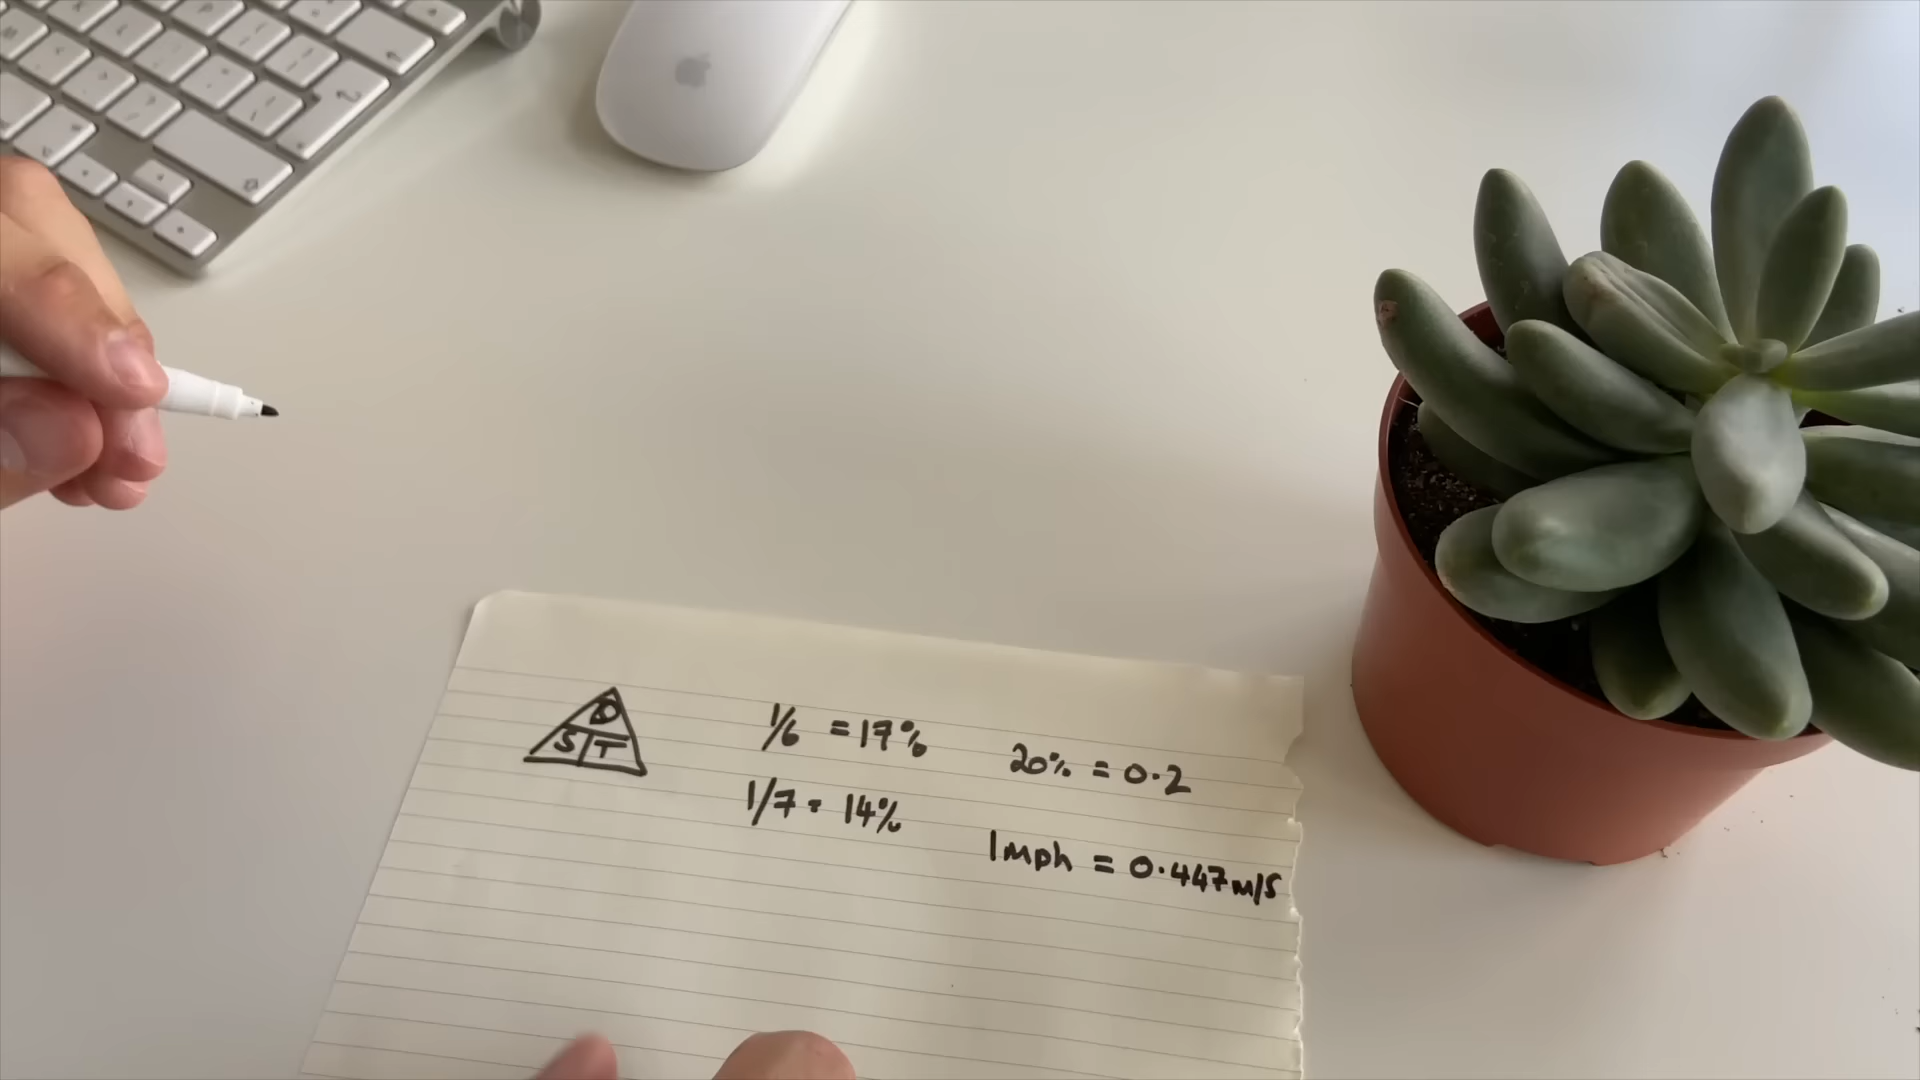 D
S T
1/6 = 17%
1/7 = 14%
20% = 0.2
1mph = 0.447m/s